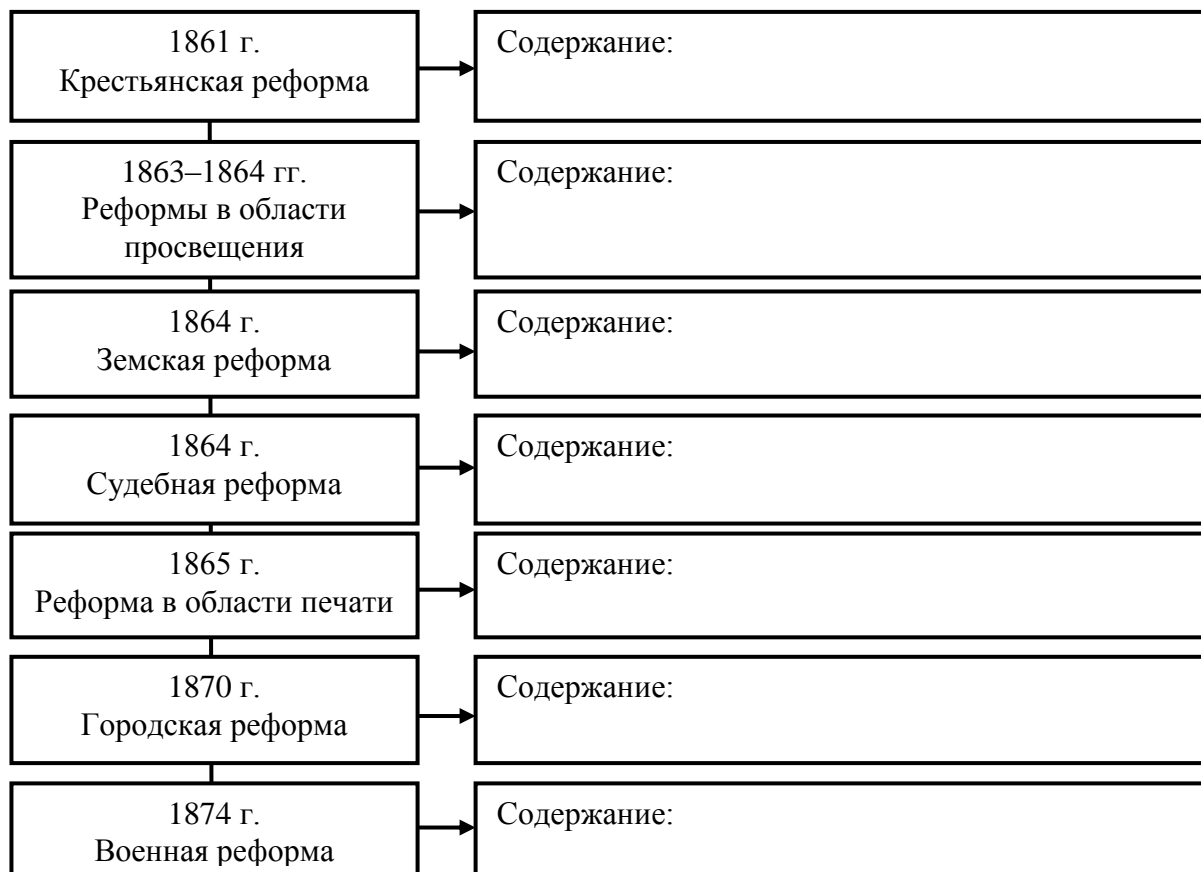 1861 г.
Крестьянская реформа
Содержание:
1863–1864 гг.
Реформы в области
просвещения
Содержание:
1864 г.
Земская реформа
Содержание:
1864 г.
Судебная реформа
Содержание:
1865 г.
Реформа в области печати
Содержание:
1870 г.
Городская реформа
Содержание:
1874 г.
Военная реформа
Содержание: